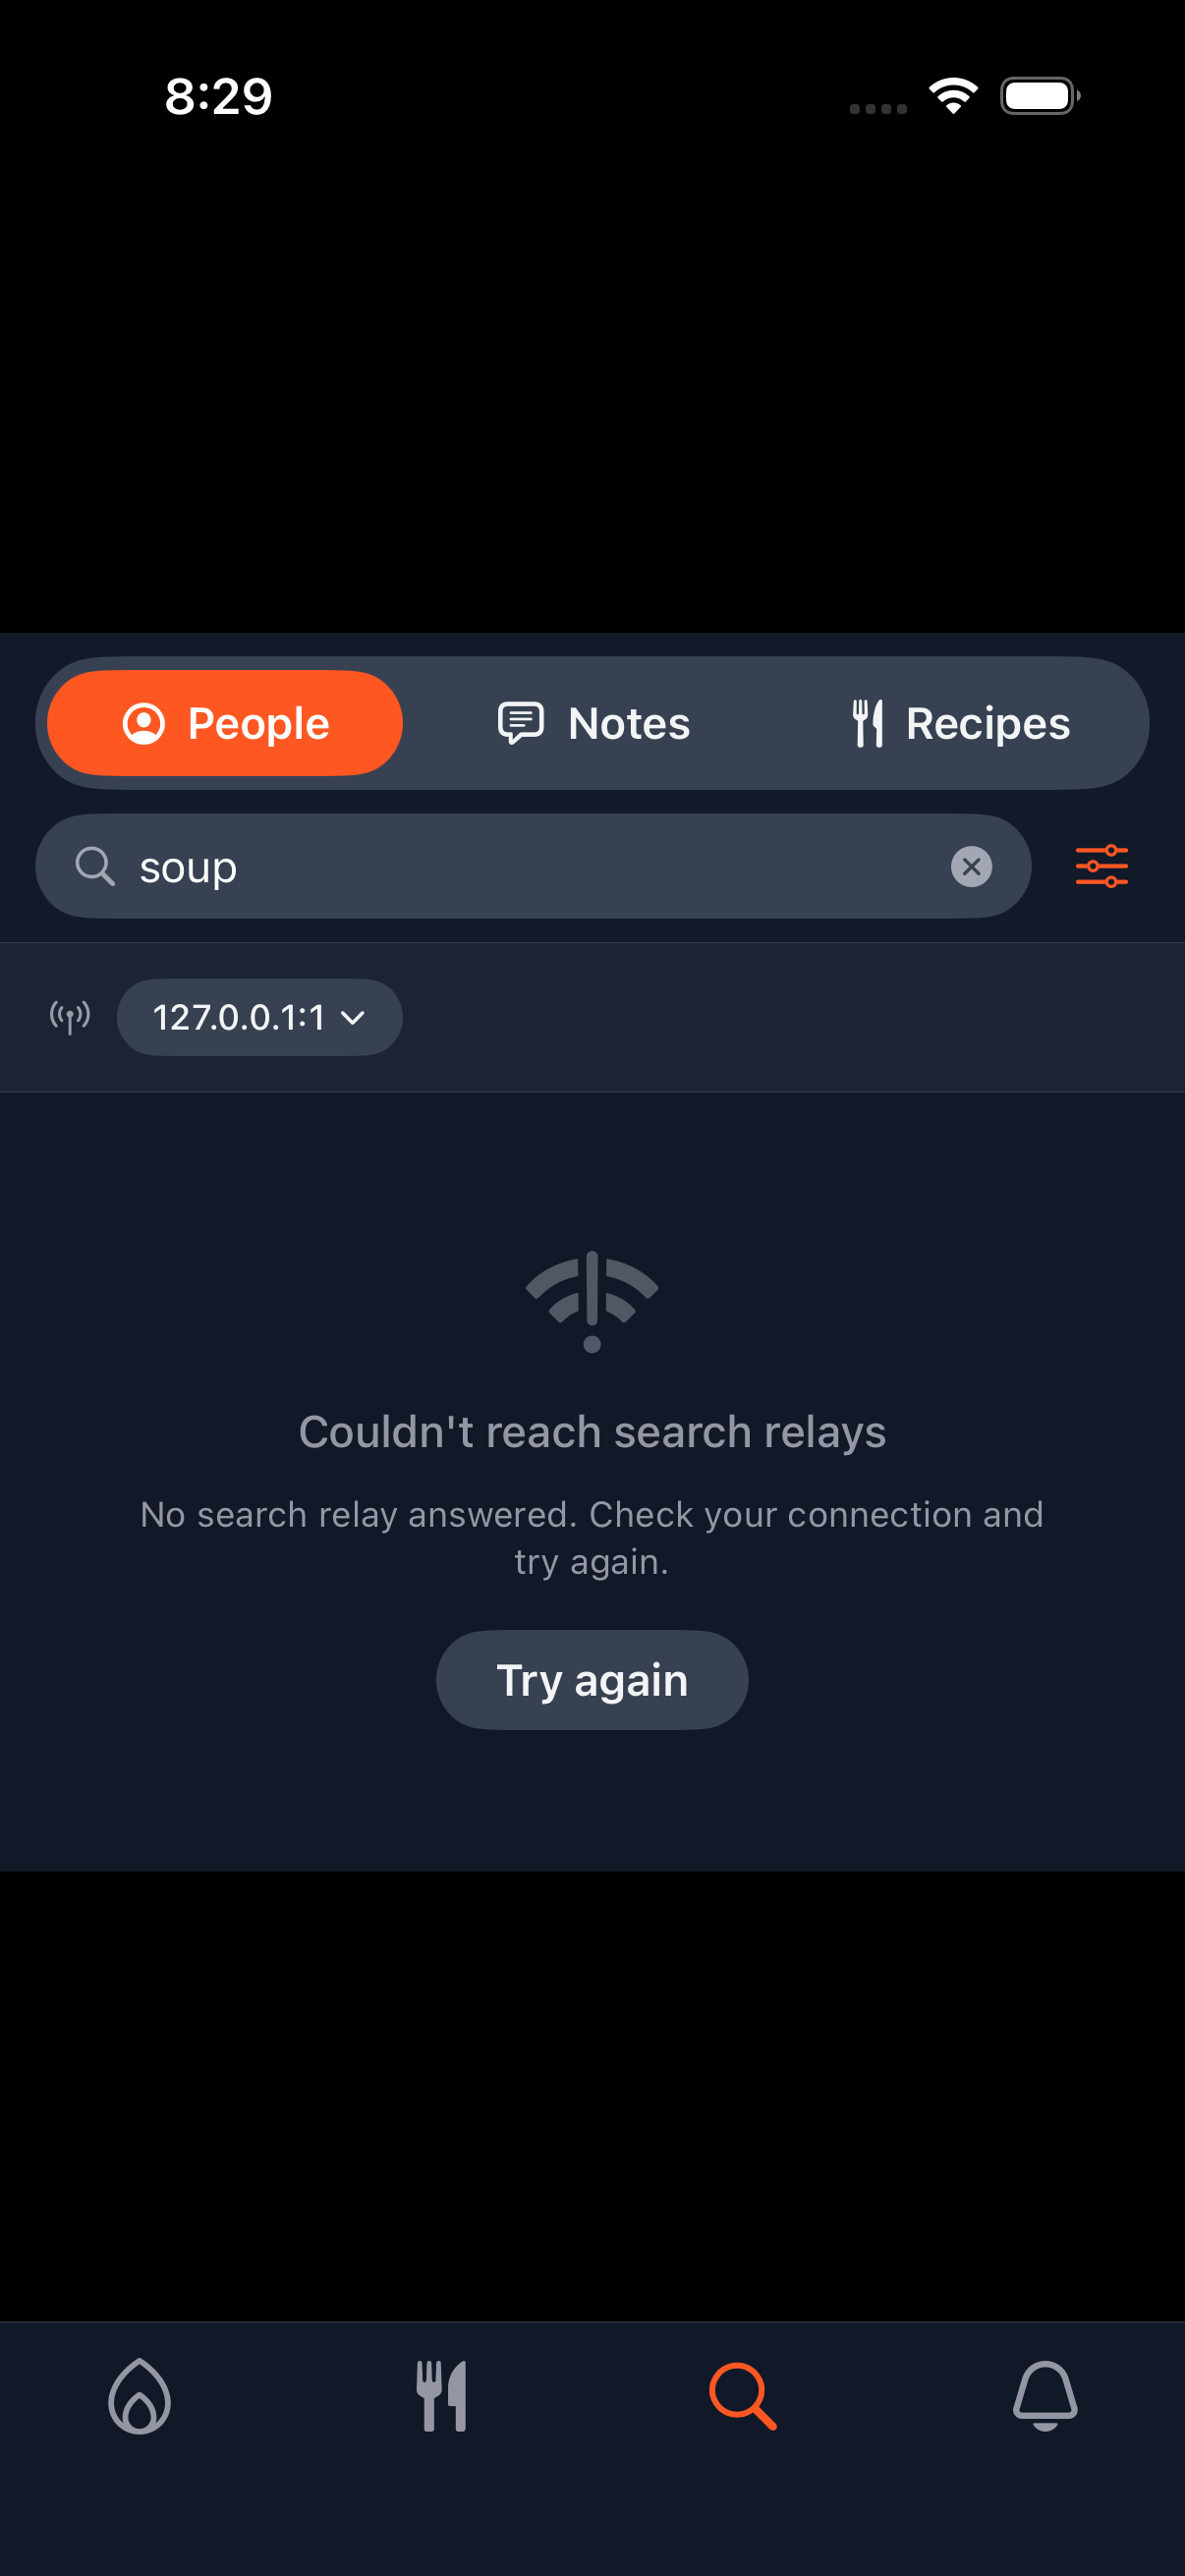 8:29
People
Notes
Recipes
soup
127.0.0.1:1
Couldn't reach search relays
No search relay answered. Check your connection and
try again.
Try again